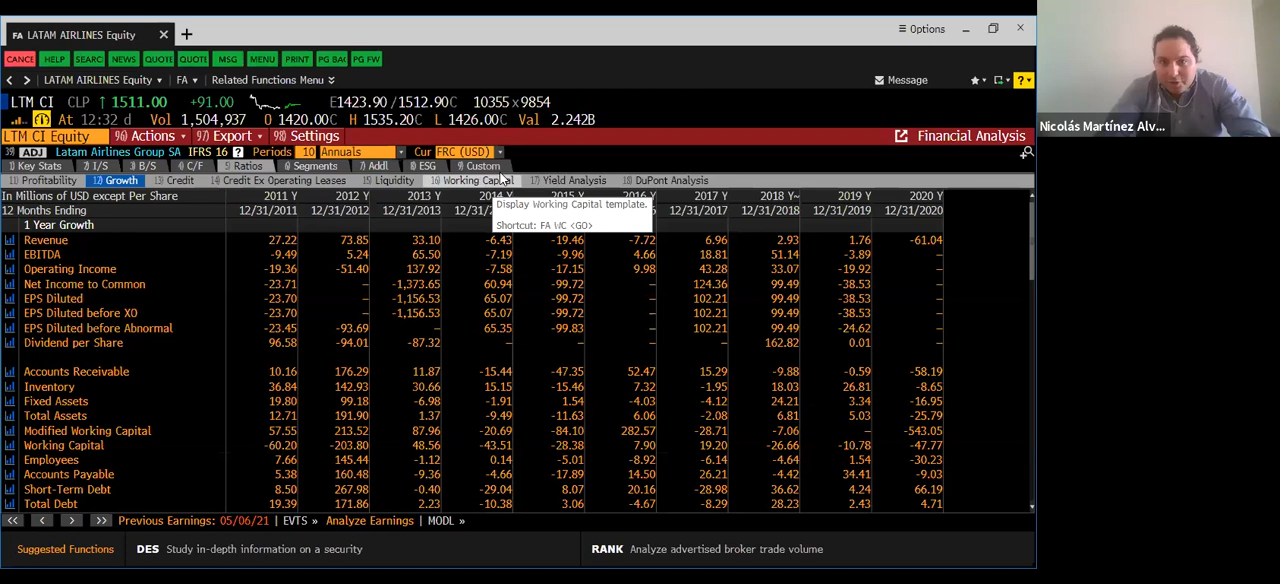 FA LATAM AIRLINES Equity × +
≡ Options
CANCE HELP SEARC NEWS QUOTE QUOTE MSG MENU PRINT PG BAC PG FW
LATAM AIRLINES Equity FA Related Functions Menu
Message
LTM CI CLP ↑ 1511.00 +91.00 E1423.90/1512.90C 10355x9854
At 12:32 d Vol 1,504,937 O 1420.00C H 1535.20C L 1426.00C Val 2.242B
LTM CI Equity 96) Actions 97) Export 98) Settings Financial Analysis
Nicolás Martínez Alv...
ADJ Latam Airlines Group SA IFRS 16 ? Periods 10 Annuals Cur FRC (USD)
1) Key Stats 2) I/S 3) B/S 4) C/F 5) Ratios 6) Segments 7) Addl 8) ESG 9) Custom
11) Profitability 12) Growth 13) Credit 14) Credit Ex Operating Leases 15) Liquidity 16) Working Capital 17) Yield Analysis 18) DuPont Analysis
In Millions of USD except Per Share 2011 Y 2012 Y 2013 Y 2014 Y 2015 Y 2016 Y 2017 Y 2018 Y~ 2019 Y 2020 Y
12 Months Ending 12/31/2011 12/31/2012 12/31/2013 12/31/2017 12/31/2018 12/31/2019 12/31/2020
Display Working Capital template.
Shortcut: FA WC <GO>
1 Year Growth
Revenue 27.22 73.85 33.10 -6.43 -19.46 -7.72 6.96 2.93 1.76 -61.04
EBITDA -9.49 5.24 65.50 -7.19 -9.96 4.66 18.81 51.14 -3.89 –
Operating Income -19.36 -51.40 137.92 -7.58 -17.15 9.98 43.28 33.07 -19.92 –
Net Income to Common -23.71 – -1,373.65 60.94 -99.72 – 124.36 99.49 -38.53 –
EPS Diluted -23.70 – -1,156.53 65.07 -99.72 – 102.21 99.49 -38.53 –
EPS Diluted before XO -23.70 – -1,156.53 65.07 -99.72 – 102.21 99.49 -38.53 –
EPS Diluted before Abnormal -23.45 -93.69 – 65.35 -99.83 – 102.21 99.49 -24.62 –
Dividend per Share 96.58 -94.01 -87.32 – – – – 162.82 0.01 –
Accounts Receivable 10.16 176.29 11.87 -15.44 -47.35 52.47 15.29 -9.88 -0.59 -58.19
Inventory 36.84 142.93 30.66 15.15 -15.46 7.32 -1.95 18.03 26.81 -8.65
Fixed Assets 19.80 99.18 -6.98 -1.91 1.54 -4.03 -4.12 24.21 3.34 -16.95
Total Assets 12.71 191.90 1.37 -9.49 -11.63 6.06 -2.08 6.81 5.03 -25.79
Modified Working Capital 57.55 213.52 87.96 -20.69 -84.10 282.57 -28.71 -7.06 – -543.05
Working Capital -60.20 -203.80 48.56 -43.51 -28.38 7.90 19.20 -26.66 -10.78 -47.77
Employees 7.66 145.44 -1.12 0.14 -5.01 -8.92 -6.14 -4.64 1.54 -30.23
Accounts Payable 5.38 160.48 -9.36 -4.66 -17.89 14.50 26.21 -4.42 34.41 -9.03
Short-Term Debt 8.50 267.98 -0.40 -29.04 8.07 20.16 -28.98 36.62 4.24 66.19
Total Debt 19.39 171.86 2.23 -10.38 3.06 -4.67 -8.29 28.23 2.43 4.71
Previous Earnings: 05/06/21 | EVTS » Analyze Earnings | MODL »
Suggested Functions DES Study in-depth information on a security RANK Analyze advertised broker trade volume